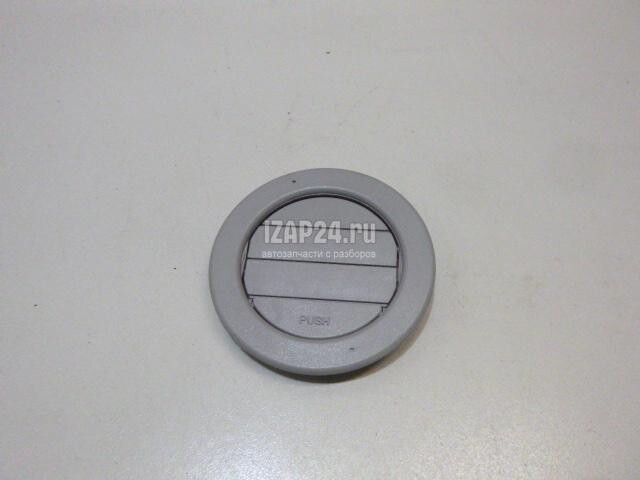 IZAP24.ru
автозапчасти с разборов
PUSH